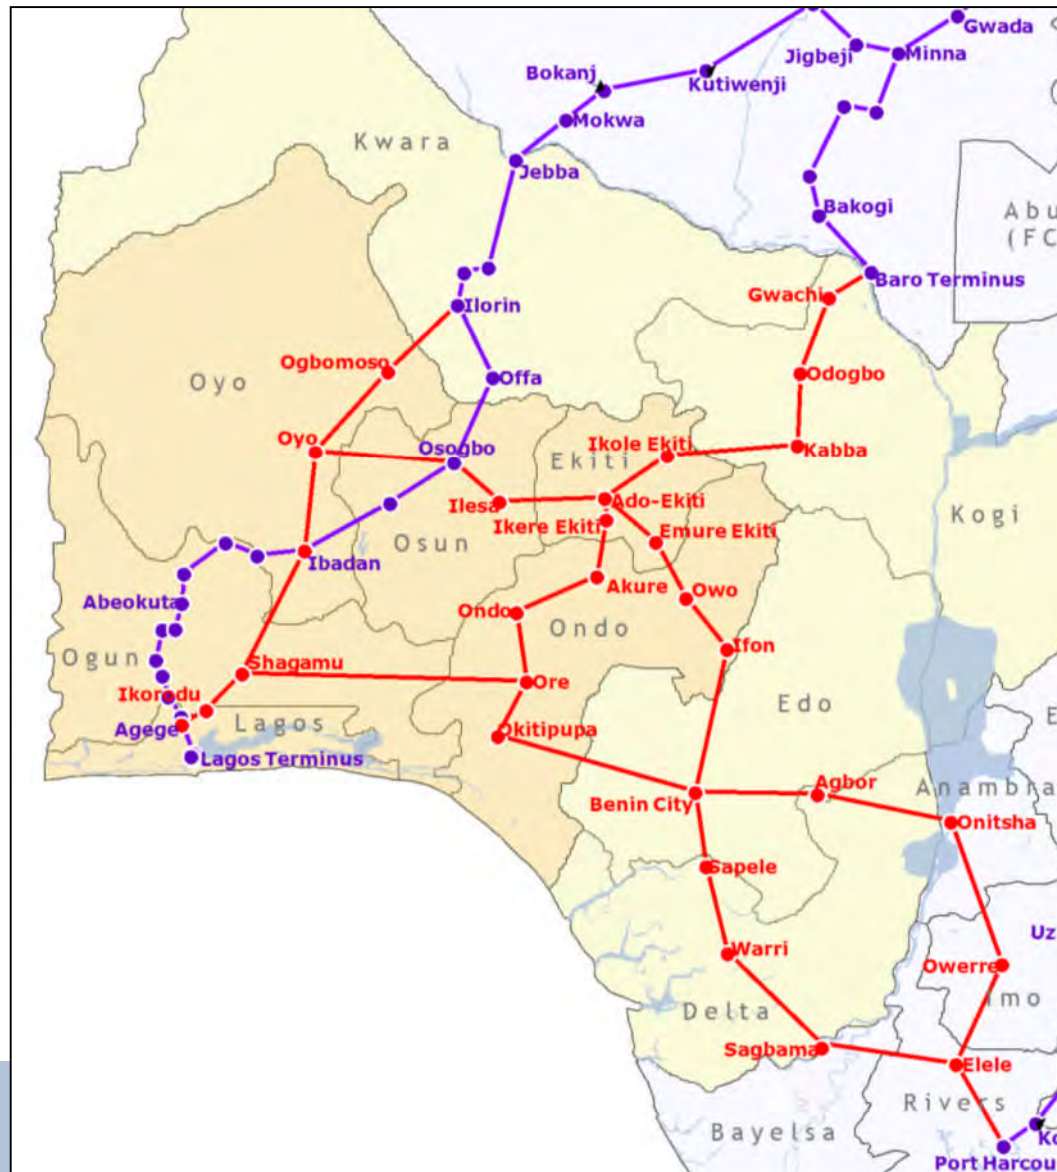 Gwada
Jigbeji
Minna
Bokanj
Kutiwenji
Mokwa
Kwara
Jebba
Bakogi
Abu
(FC
Baro Terminus
Gwachi
Ilorin
Ogbomoso
Offa
Odogbo
Oyo
Oyo
Osogbo
Ikole Ekiti
Kabba
Ekiti
Ilesa
Ado-Ekiti
Ikere Ekiti
Emure Ekiti
Kogi
Osun
Ibadan
Akure
Owo
Abeokuta
Ondo
Ondo
Ifon
Ogun
Shagamu
Ore
Ikorodu
Edo
Agege
Lagos
Okitipupa
Lagos Terminus
Agbor
Anambra
Benin City
Onitsha
Sapele
Uz
Warri
Owerre
Imo
Delta
Sagbama
Elele
Rivers
Bayelsa
Ko
Port Harcou